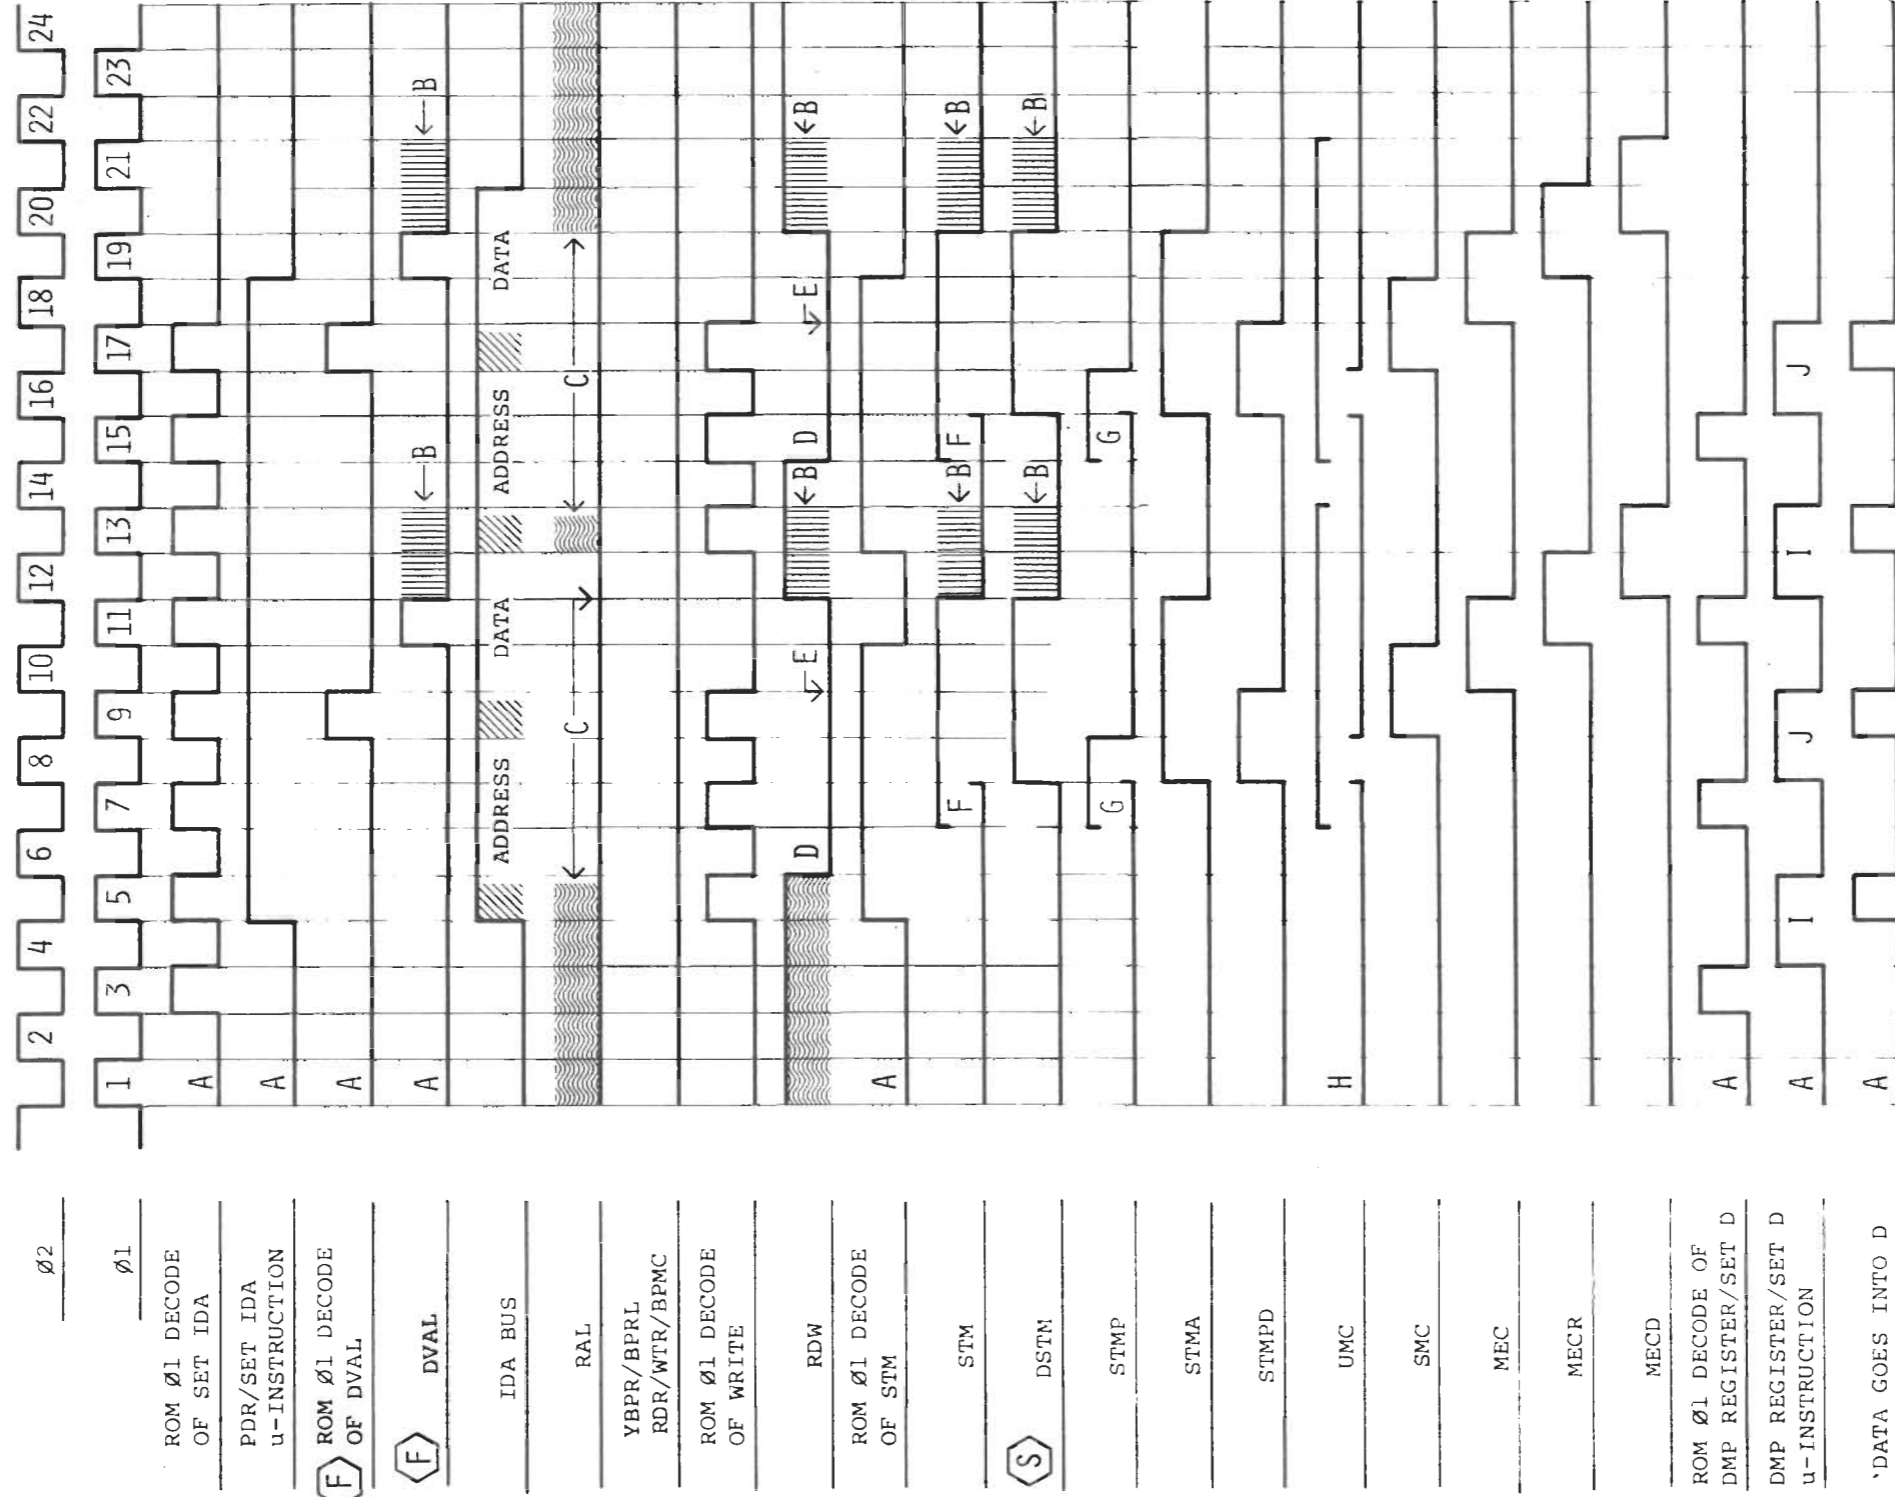 Ø2
2 4 6 8 10 12 14 16 18 20 22 24
Ø1
1 3 5 7 9 11 13 15 17 19 21 23
ROM Ø1 DECODE
OF SET IDA
A
PDR/SET IDA
u-INSTRUCTION
A
F
ROM Ø1 DECODE
OF DVAL
A
F
DVAL
A B B
IDA BUS
ADDRESS DATA ADDRESS DATA
RAL
C C
YBPR/BPRL
RDR/WTR/BPMC
ROM Ø1 DECODE
OF WRITE
RDW
D E B D E B
ROM Ø1 DECODE
OF STM
A
STM
F B F B
S
DSTM
B B
STMP
G G
STMA
STMPD
UMC
H
SMC
MEC
MECR
MECD
ROM Ø1 DECODE OF
DMP REGISTER/SET D
A
DMP REGISTER/SET D
u-INSTRUCTION
A I J I J
'DATA GOES INTO D
A